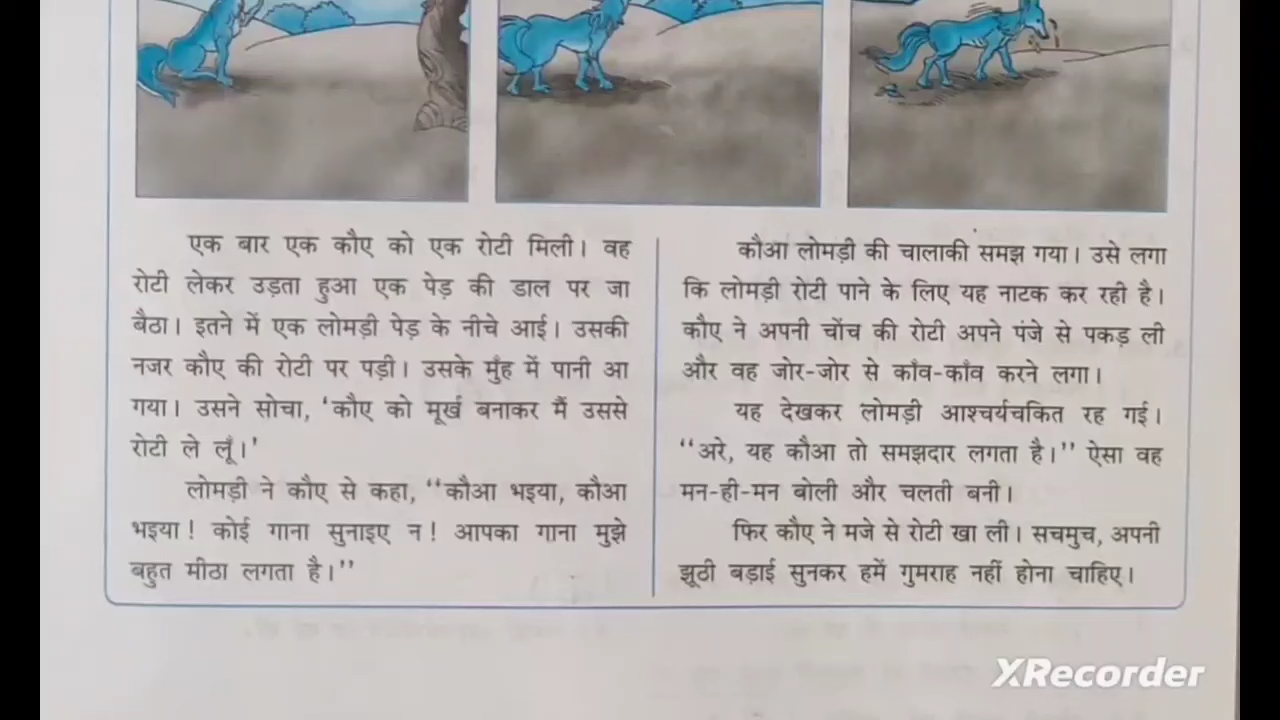 एक बार एक कौए को एक रोटी मिली। वह
रोटी लेकर उड़ता हुआ एक पेड़ की डाल पर जा
बैठा। इतने में एक लोमड़ी पेड़ के नीचे आई। उसकी
नजर कौए की रोटी पर पड़ी। उसके मुँह में पानी आ
गया। उसने सोचा, 'कौए को मूर्ख बनाकर मैं उससे
रोटी ले लूँ।'
लोमड़ी ने कौए से कहा, “कौआ भइया, कौआ
भइया! कोई गाना सुनाइए न! आपका गाना मुझे
बहुत मीठा लगता है।”
कौआ लोमड़ी की चालाकी समझ गया। उसे लगा
कि लोमड़ी रोटी पाने के लिए यह नाटक कर रही है।
कौए ने अपनी चोंच की रोटी अपने पंजे से पकड़ ली
और वह जोर-जोर से काँव-काँव करने लगा।
यह देखकर लोमड़ी आश्चर्यचकित रह गई।
“अरे, यह कौआ तो समझदार लगता है।” ऐसा वह
मन-ही-मन बोली और चलती बनी।
फिर कौए ने मजे से रोटी खा ली। सचमुच, अपनी
झूठी बड़ाई सुनकर हमें गुमराह नहीं होना चाहिए।
XRecorder